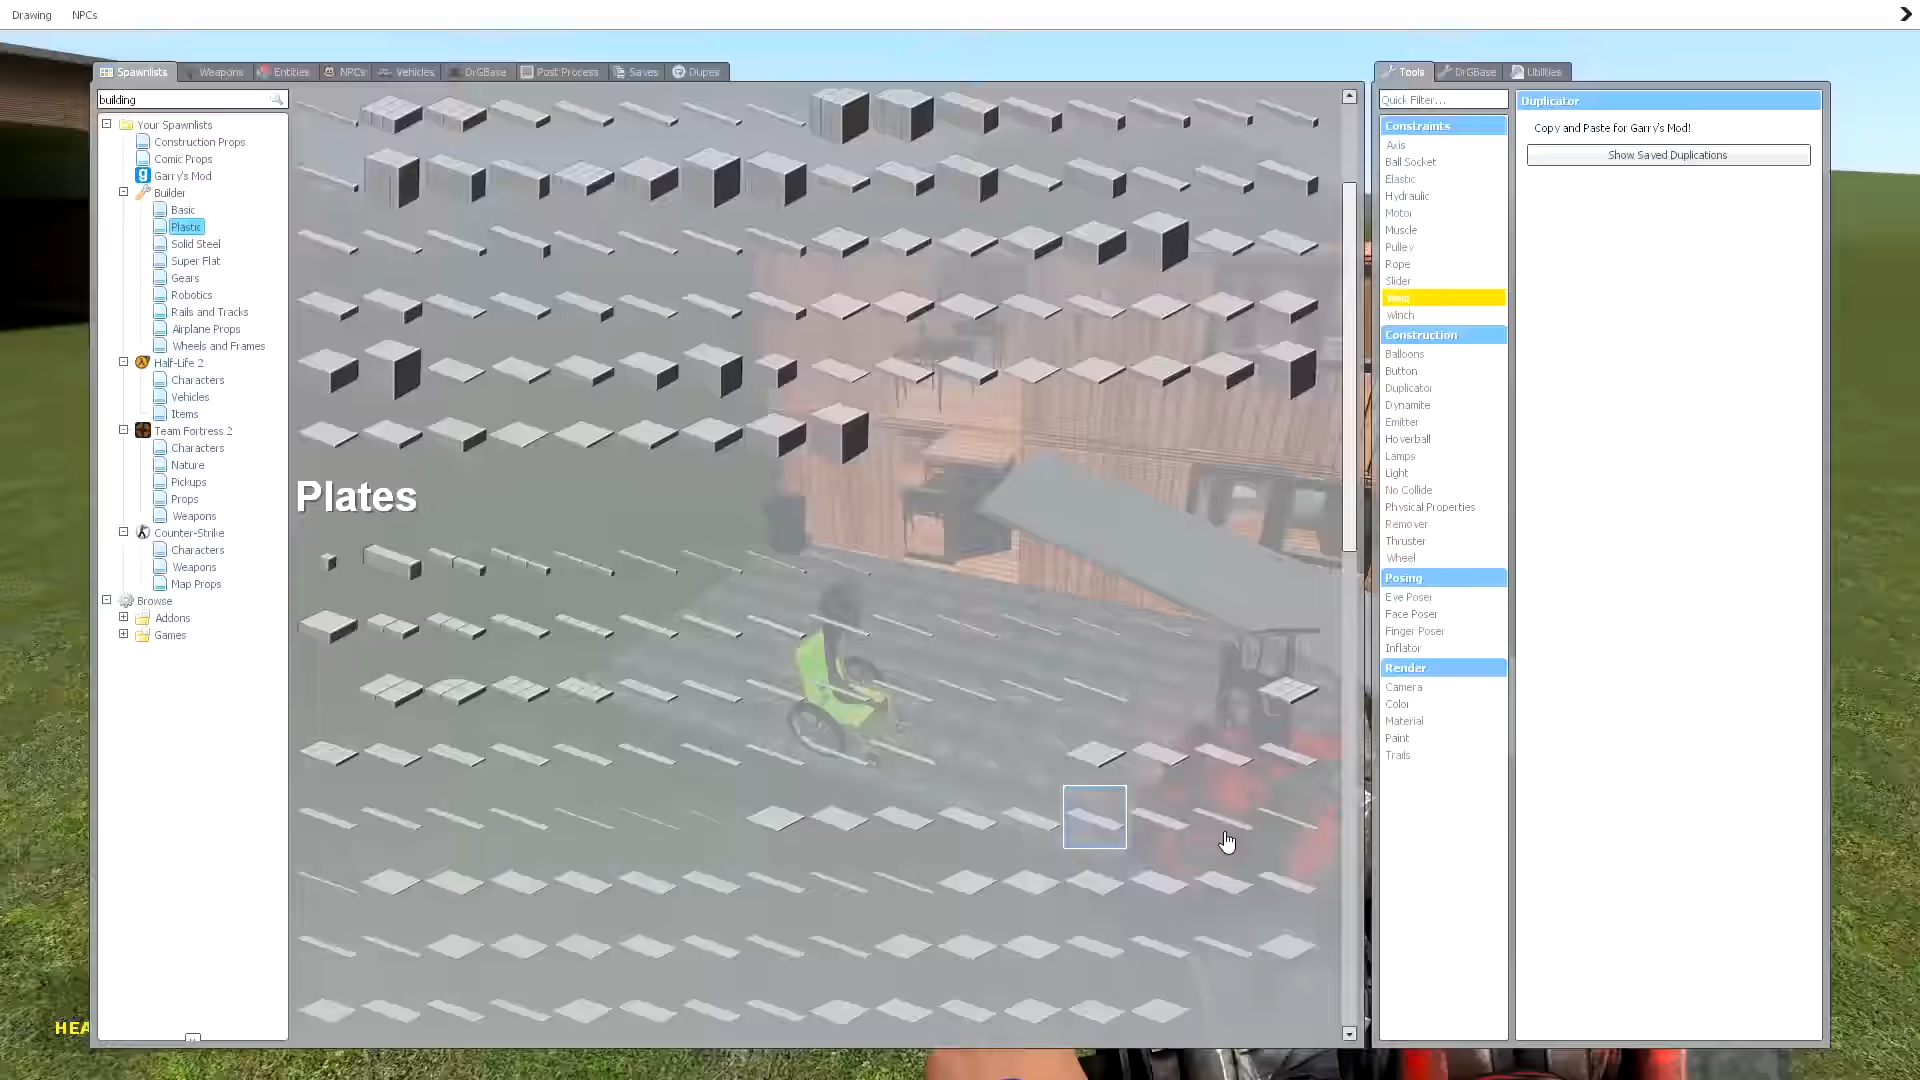 Drawing NPCs
Spawnlists Weapons Entities NPCs Vehicles DrGBase Post Process Saves Dupes
Tools DrGBase Utilities
building
Your Spawnlists
Construction Props
Comic Props
Garry's Mod
Builder
Basic
Plastic
Solid Steel
Super Flat
Gears
Robotics
Rails and Tracks
Airplane Props
Wheels and Frames
Half-Life 2
Characters
Vehicles
Items
Team Fortress 2
Characters
Nature
Pickups
Props
Weapons
Counter-Strike
Characters
Weapons
Map Props
Browse
Addons
Games
Plates
HEA
Quick Filter...
Constraints
Axis
Ball Socket
Elastic
Hydraulic
Motor
Muscle
Pulley
Rope
Slider
Weld
Winch
Construction
Balloons
Button
Duplicator
Dynamite
Emitter
Hoverball
Lamps
Light
No Collide
Physical Properties
Remover
Thruster
Wheel
Posing
Eye Poser
Face Poser
Finger Poser
Inflator
Render
Camera
Color
Material
Paint
Trails
Duplicator
Copy and Paste for Garry's Mod!
Show Saved Duplications